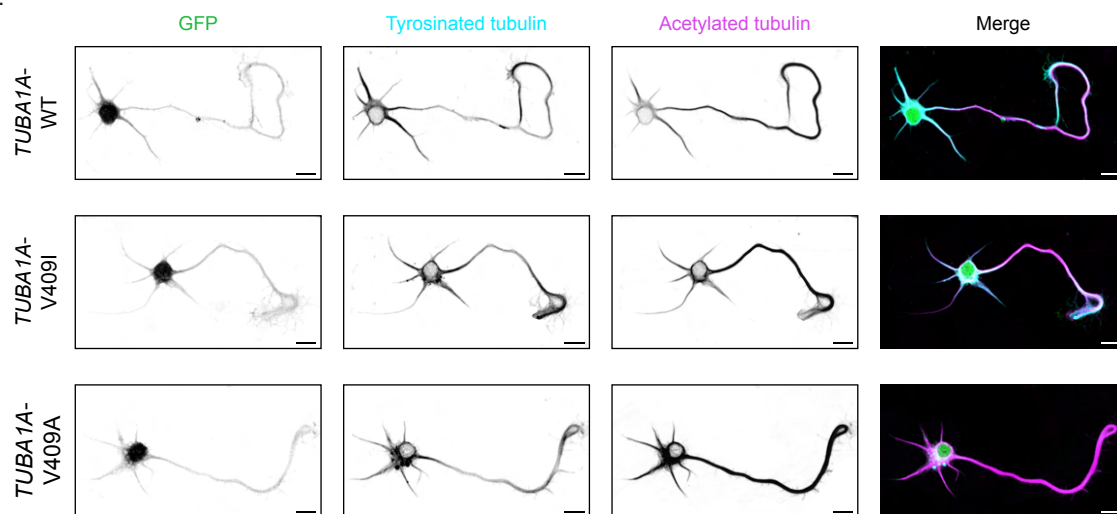 GFP
Tyrosinated tubulin
Acetylated tubulin
Merge
TUBA1A-
WT
TUBA1A-
V409I
TUBA1A-
V409A